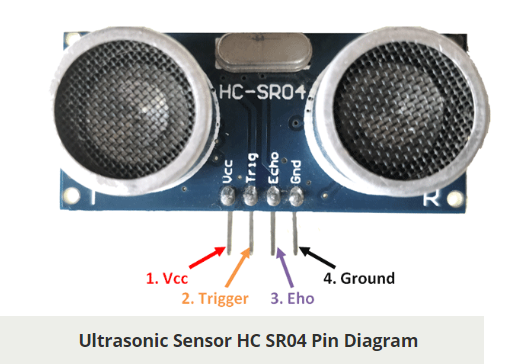 HC-SR04
Vcc Trig Echo Gnd
T R
1. Vcc
4. Ground
2. Trigger
3. Eho
Ultrasonic Sensor HC SR04 Pin Diagram